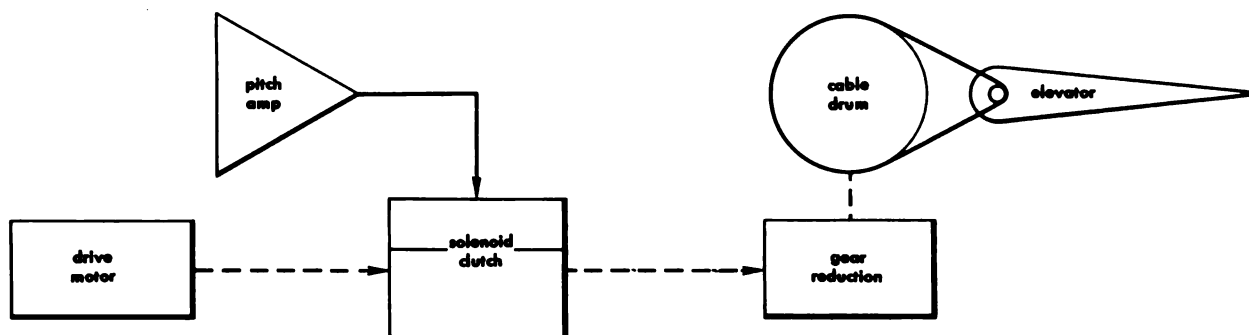 pitch
amp
cable
drum
elevator
drive
motor
solenoid
clutch
gear
reduction